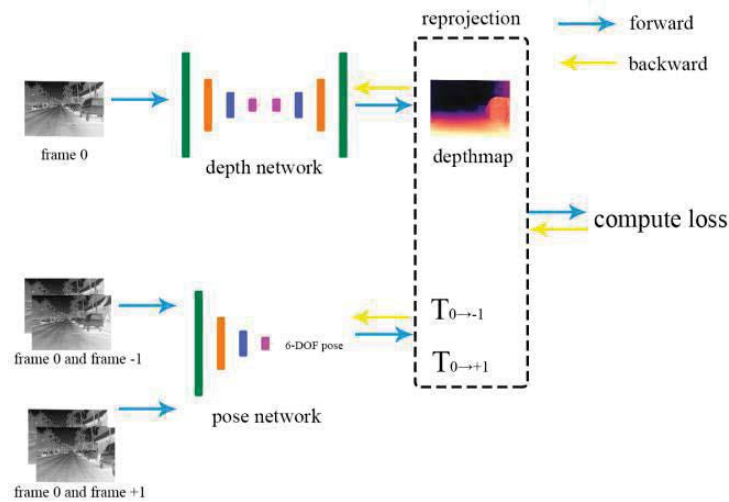 reprojection
forward
backward
frame 0
depth network
depthmap
compute loss
frame 0 and frame -1
6-DOF pose
T0→-1
T0→+1
pose network
frame 0 and frame +1